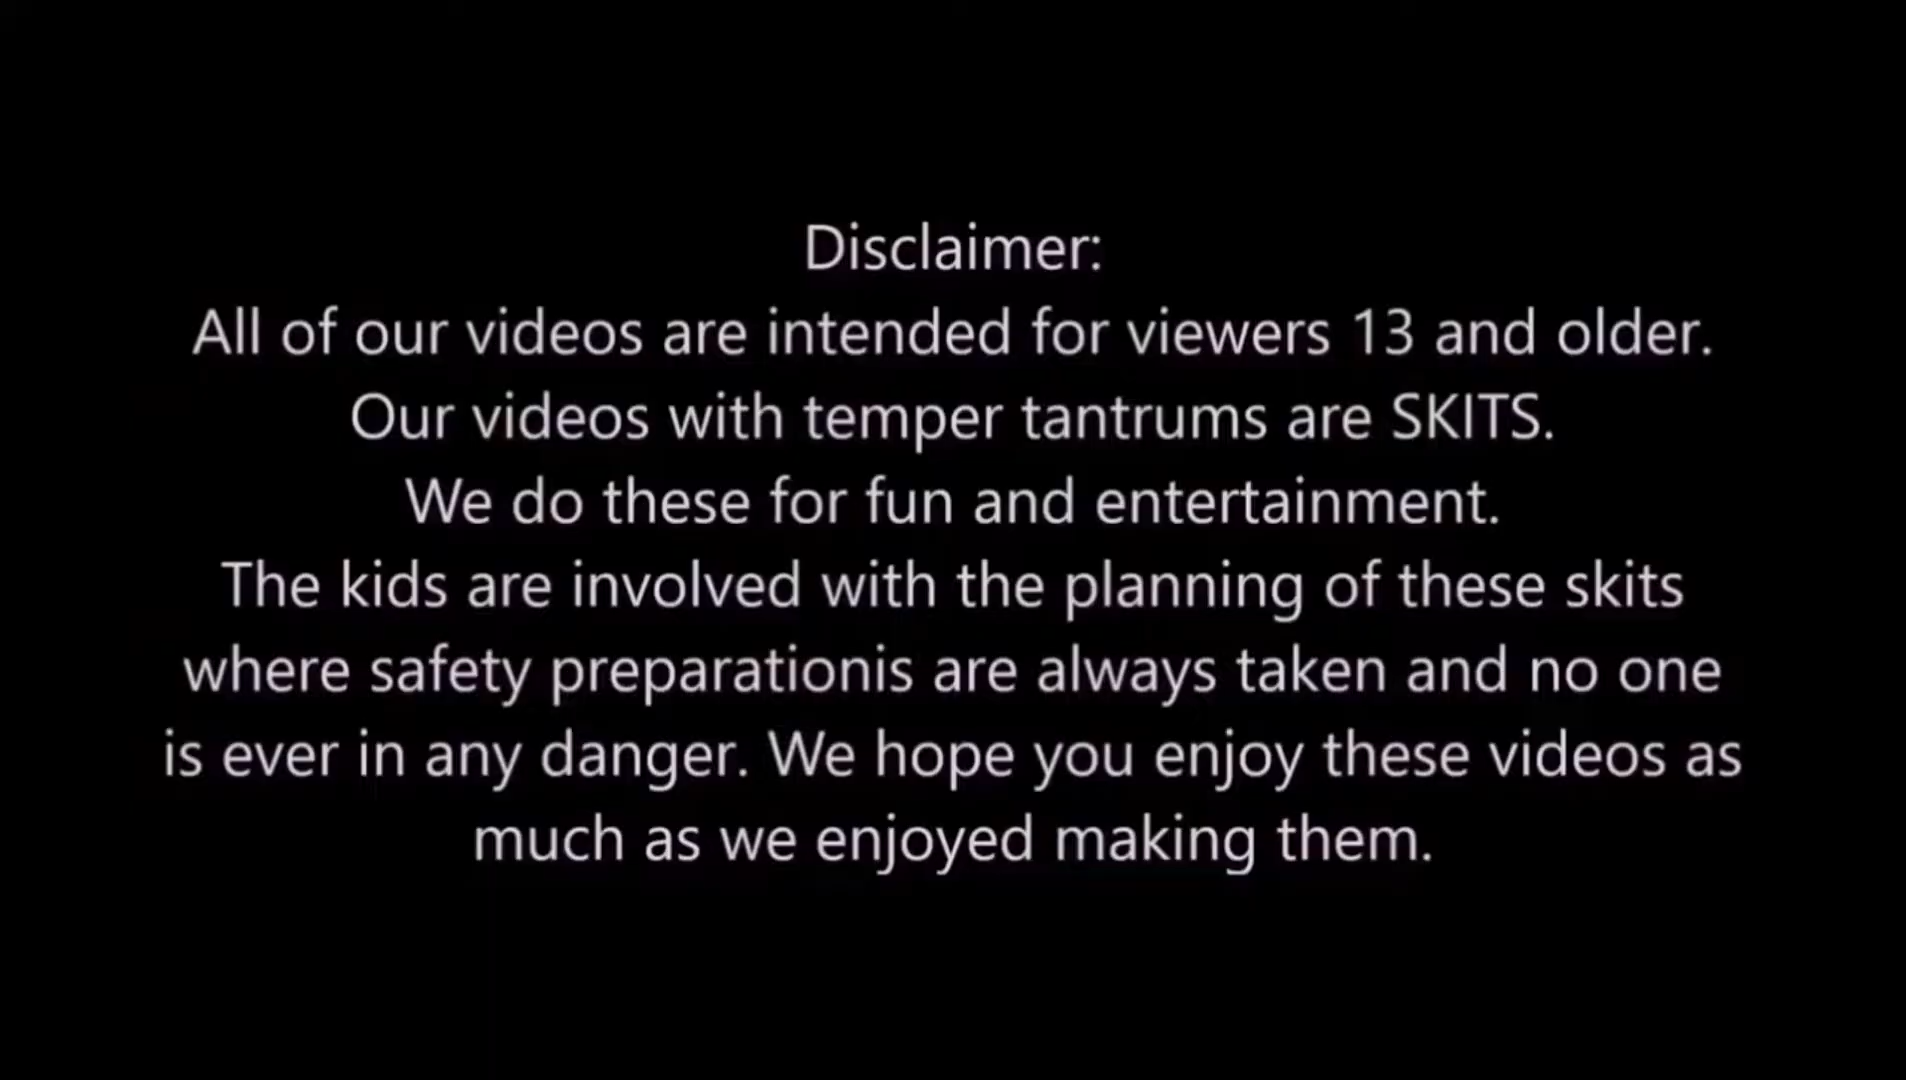 Disclaimer:
All of our videos are intended for viewers 13 and older.
Our videos with temper tantrums are SKITS.
We do these for fun and entertainment.
The kids are involved with the planning of these skits
where safety preparationis are always taken and no one
is ever in any danger. We hope you enjoy these videos as
much as we enjoyed making them.